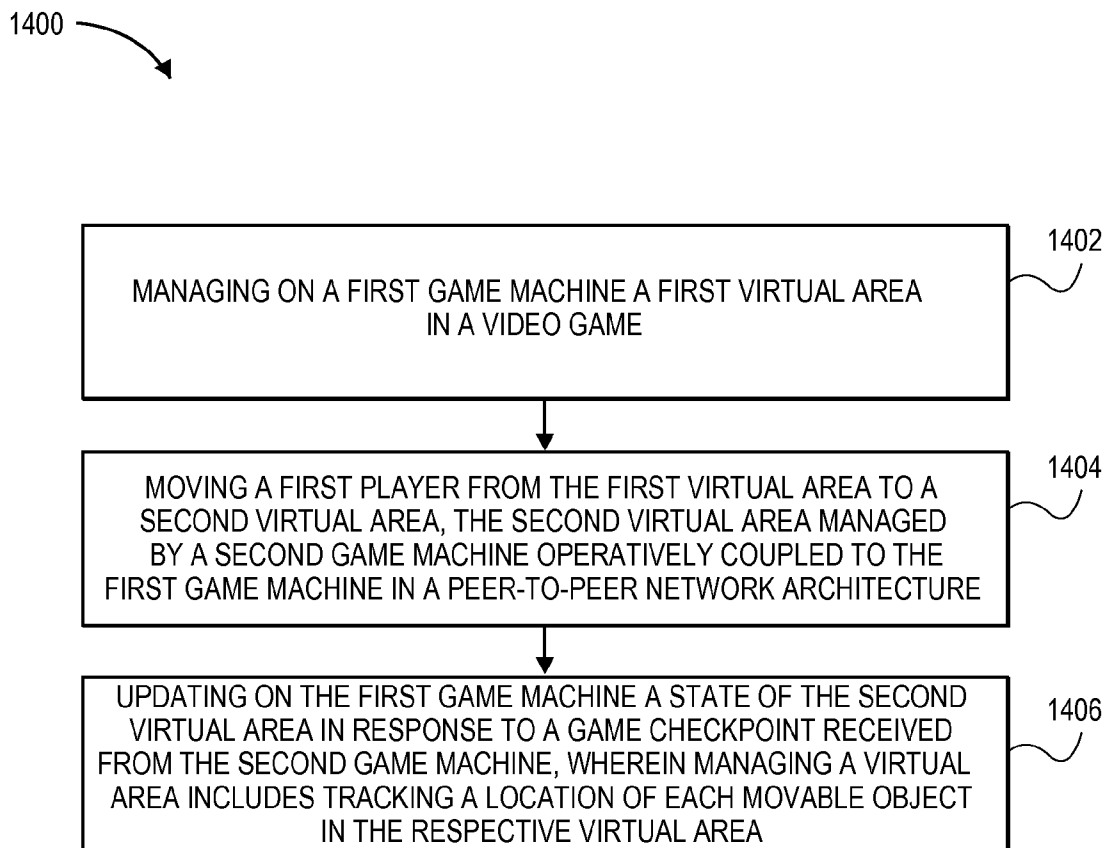 1400
1402
MANAGING ON A FIRST GAME MACHINE A FIRST VIRTUAL AREA
IN A VIDEO GAME
1404
MOVING A FIRST PLAYER FROM THE FIRST VIRTUAL AREA TO A
SECOND VIRTUAL AREA, THE SECOND VIRTUAL AREA MANAGED
BY A SECOND GAME MACHINE OPERATIVELY COUPLED TO THE
FIRST GAME MACHINE IN A PEER-TO-PEER NETWORK ARCHITECTURE
1406
UPDATING ON THE FIRST GAME MACHINE A STATE OF THE SECOND
VIRTUAL AREA IN RESPONSE TO A GAME CHECKPOINT RECEIVED
FROM THE SECOND GAME MACHINE, WHEREIN MANAGING A VIRTUAL
AREA INCLUDES TRACKING A LOCATION OF EACH MOVABLE OBJECT
IN THE RESPECTIVE VIRTUAL AREA